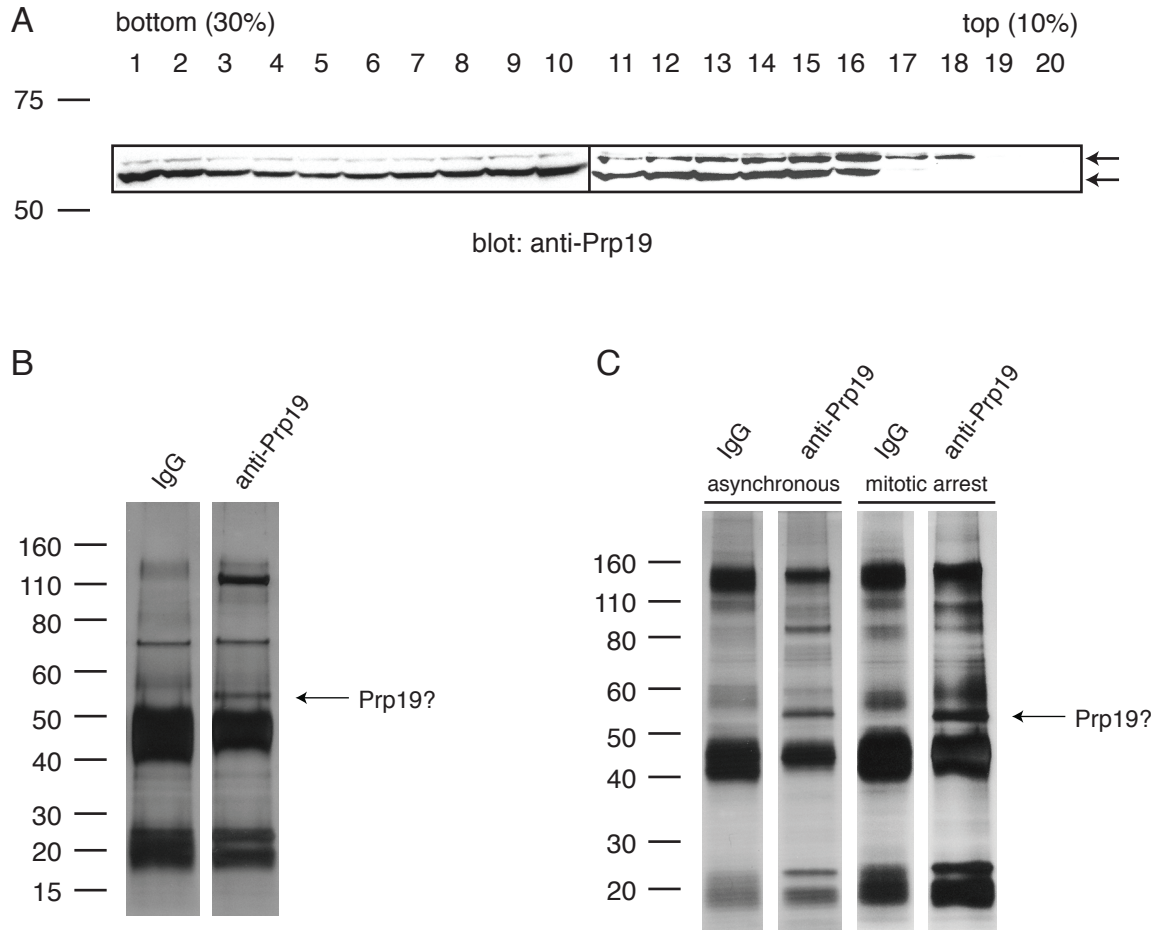 A
bottom (30%) top (10%)
1 2 3 4 5 6 7 8 9 10 11 12 13 14 15 16 17 18 19 20
75
50
blot: anti-Prp19
B
IgG anti-Prp19
160
110
80
60
50
40
30
20
15
Prp19?
C
IgG anti-Prp19 IgG anti-Prp19
asynchronous mitotic arrest
160
110
80
60
50
40
30
20
Prp19?